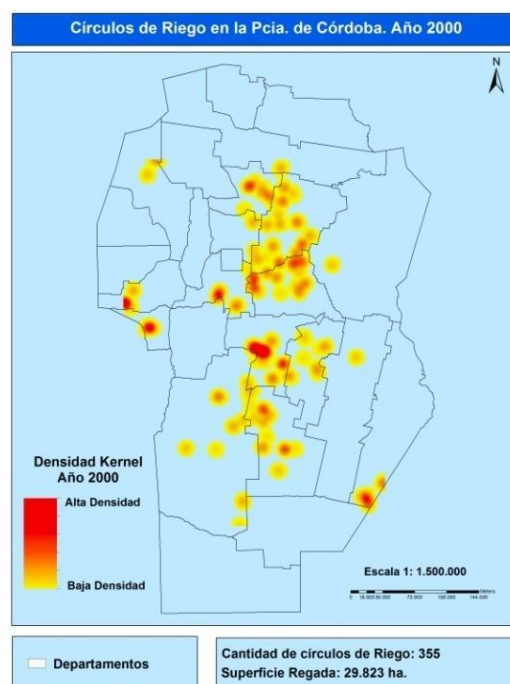 Círculos de Riego en la Pcia. de Córdoba. Año 2000
N
Densidad Kernel
Año 2000
Alta Densidad
Baja Densidad
Escala 1: 1.500.000
Departamentos
Cantidad de círculos de Riego: 355
Superficie Regada: 29.823 ha.